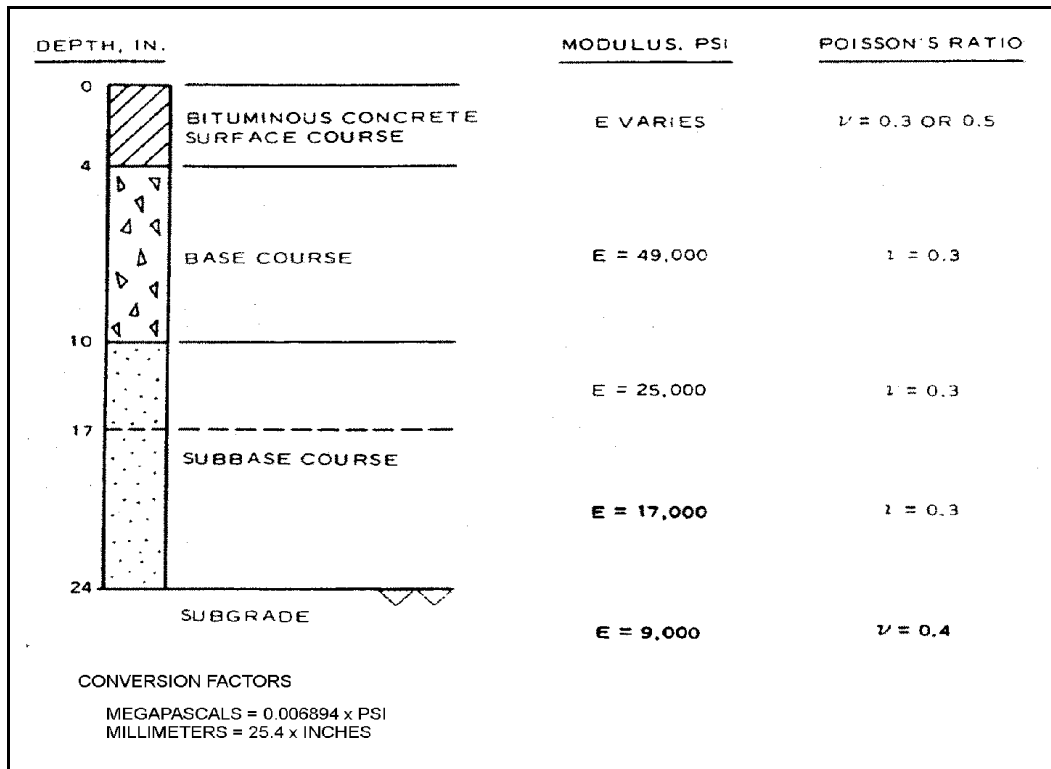 DEPTH, IN. MODULUS, PSI POISSON'S RATIO
0
BITUMINOUS CONCRETE
SURFACE COURSE
E VARIES ν = 0.3 OR 0.5
4
BASE COURSE E = 49,000 ν = 0.3
10
E = 25,000 ν = 0.3
17
SUBBASE COURSE
E = 17,000 ν = 0.3
24
SUBGRADE
E = 9,000 ν = 0.4
CONVERSION FACTORS
MEGAPASCALS = 0.006894 x PSI
MILLIMETERS = 25.4 x INCHES